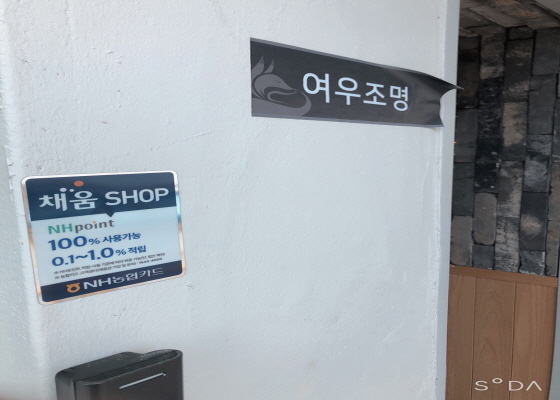 여우조명
채움 SHOP
NHpoint
100% 사용가능
0.1~1.0% 적립
NH농협카드
SODA